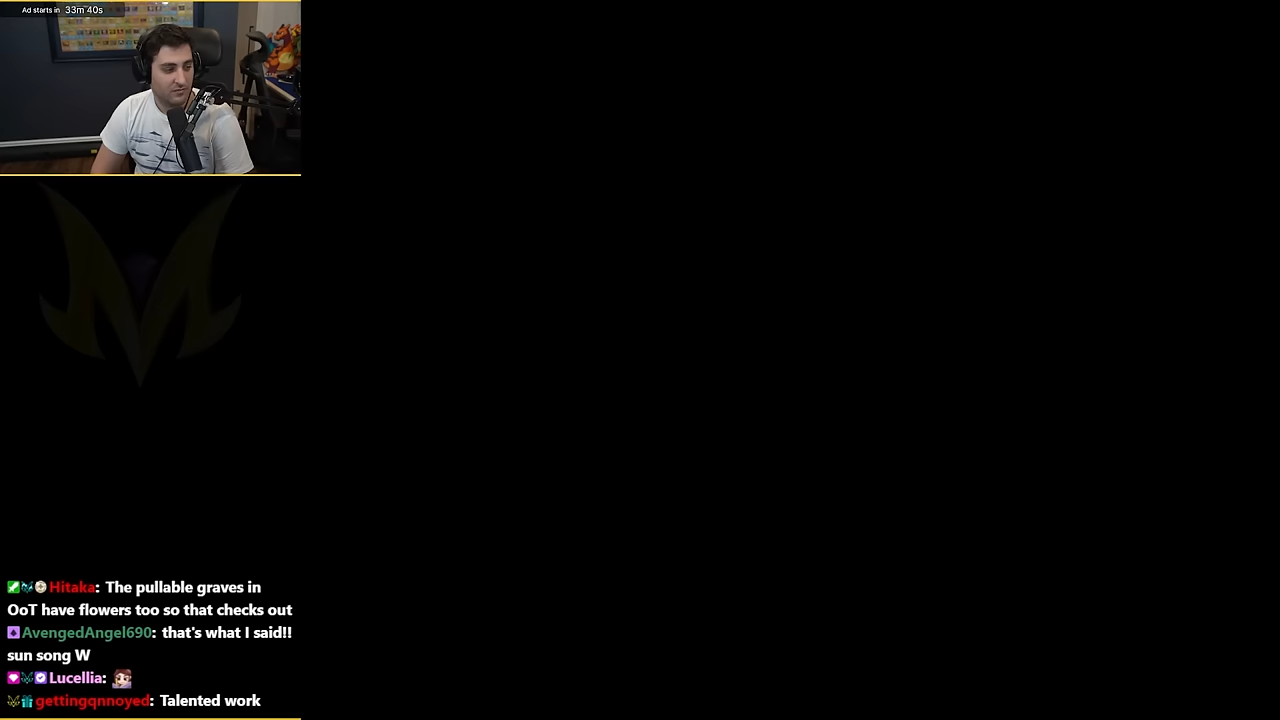 Ad starts in 33m 40s
Hitaka: The pullable graves in
OoT have flowers too so that checks out
AvengedAngel690: that's what I said!!
sun song W
Lucellia:
gettingqnnoyed: Talented work